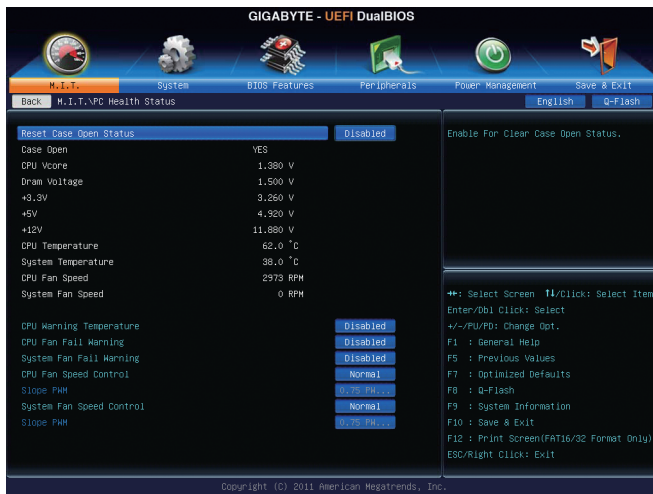 GIGABYTE - UEFI DualBIOS
M.I.T. System BIOS Features Peripherals Power Management Save & Exit
Back M.I.T.\PC Health Status English Q-Flash
Reset Case Open Status Disabled
Case Open YES
CPU Vcore 1.380 V
Dram Voltage 1.500 V
+3.3V 3.260 V
+5V 4.920 V
+12V 11.880 V
CPU Temperature 62.0 °C
System Temperature 38.0 °C
CPU Fan Speed 2973 RPM
System Fan Speed 0 RPM
CPU Warning Temperature Disabled
CPU Fan Fail Warning Disabled
System Fan Fail Warning Disabled
CPU Fan Speed Control Normal
Slope PWM 0.75 PW...
System Fan Speed Control Normal
Slope PWM 0.75 PW...
Enable For Clear Case Open Status.
→←: Select Screen ↑↓/Click: Select Item
Enter/Dbl Click: Select
+/-/PU/PD: Change Opt.
F1 : General Help
F5 : Previous Values
F7 : Optimized Defaults
F8 : Q-Flash
F9 : System Information
F10 : Save & Exit
F12 : Print Screen(FAT16/32 Format Only)
ESC/Right Click: Exit
Copyright (C) 2011 American Megatrends, Inc.